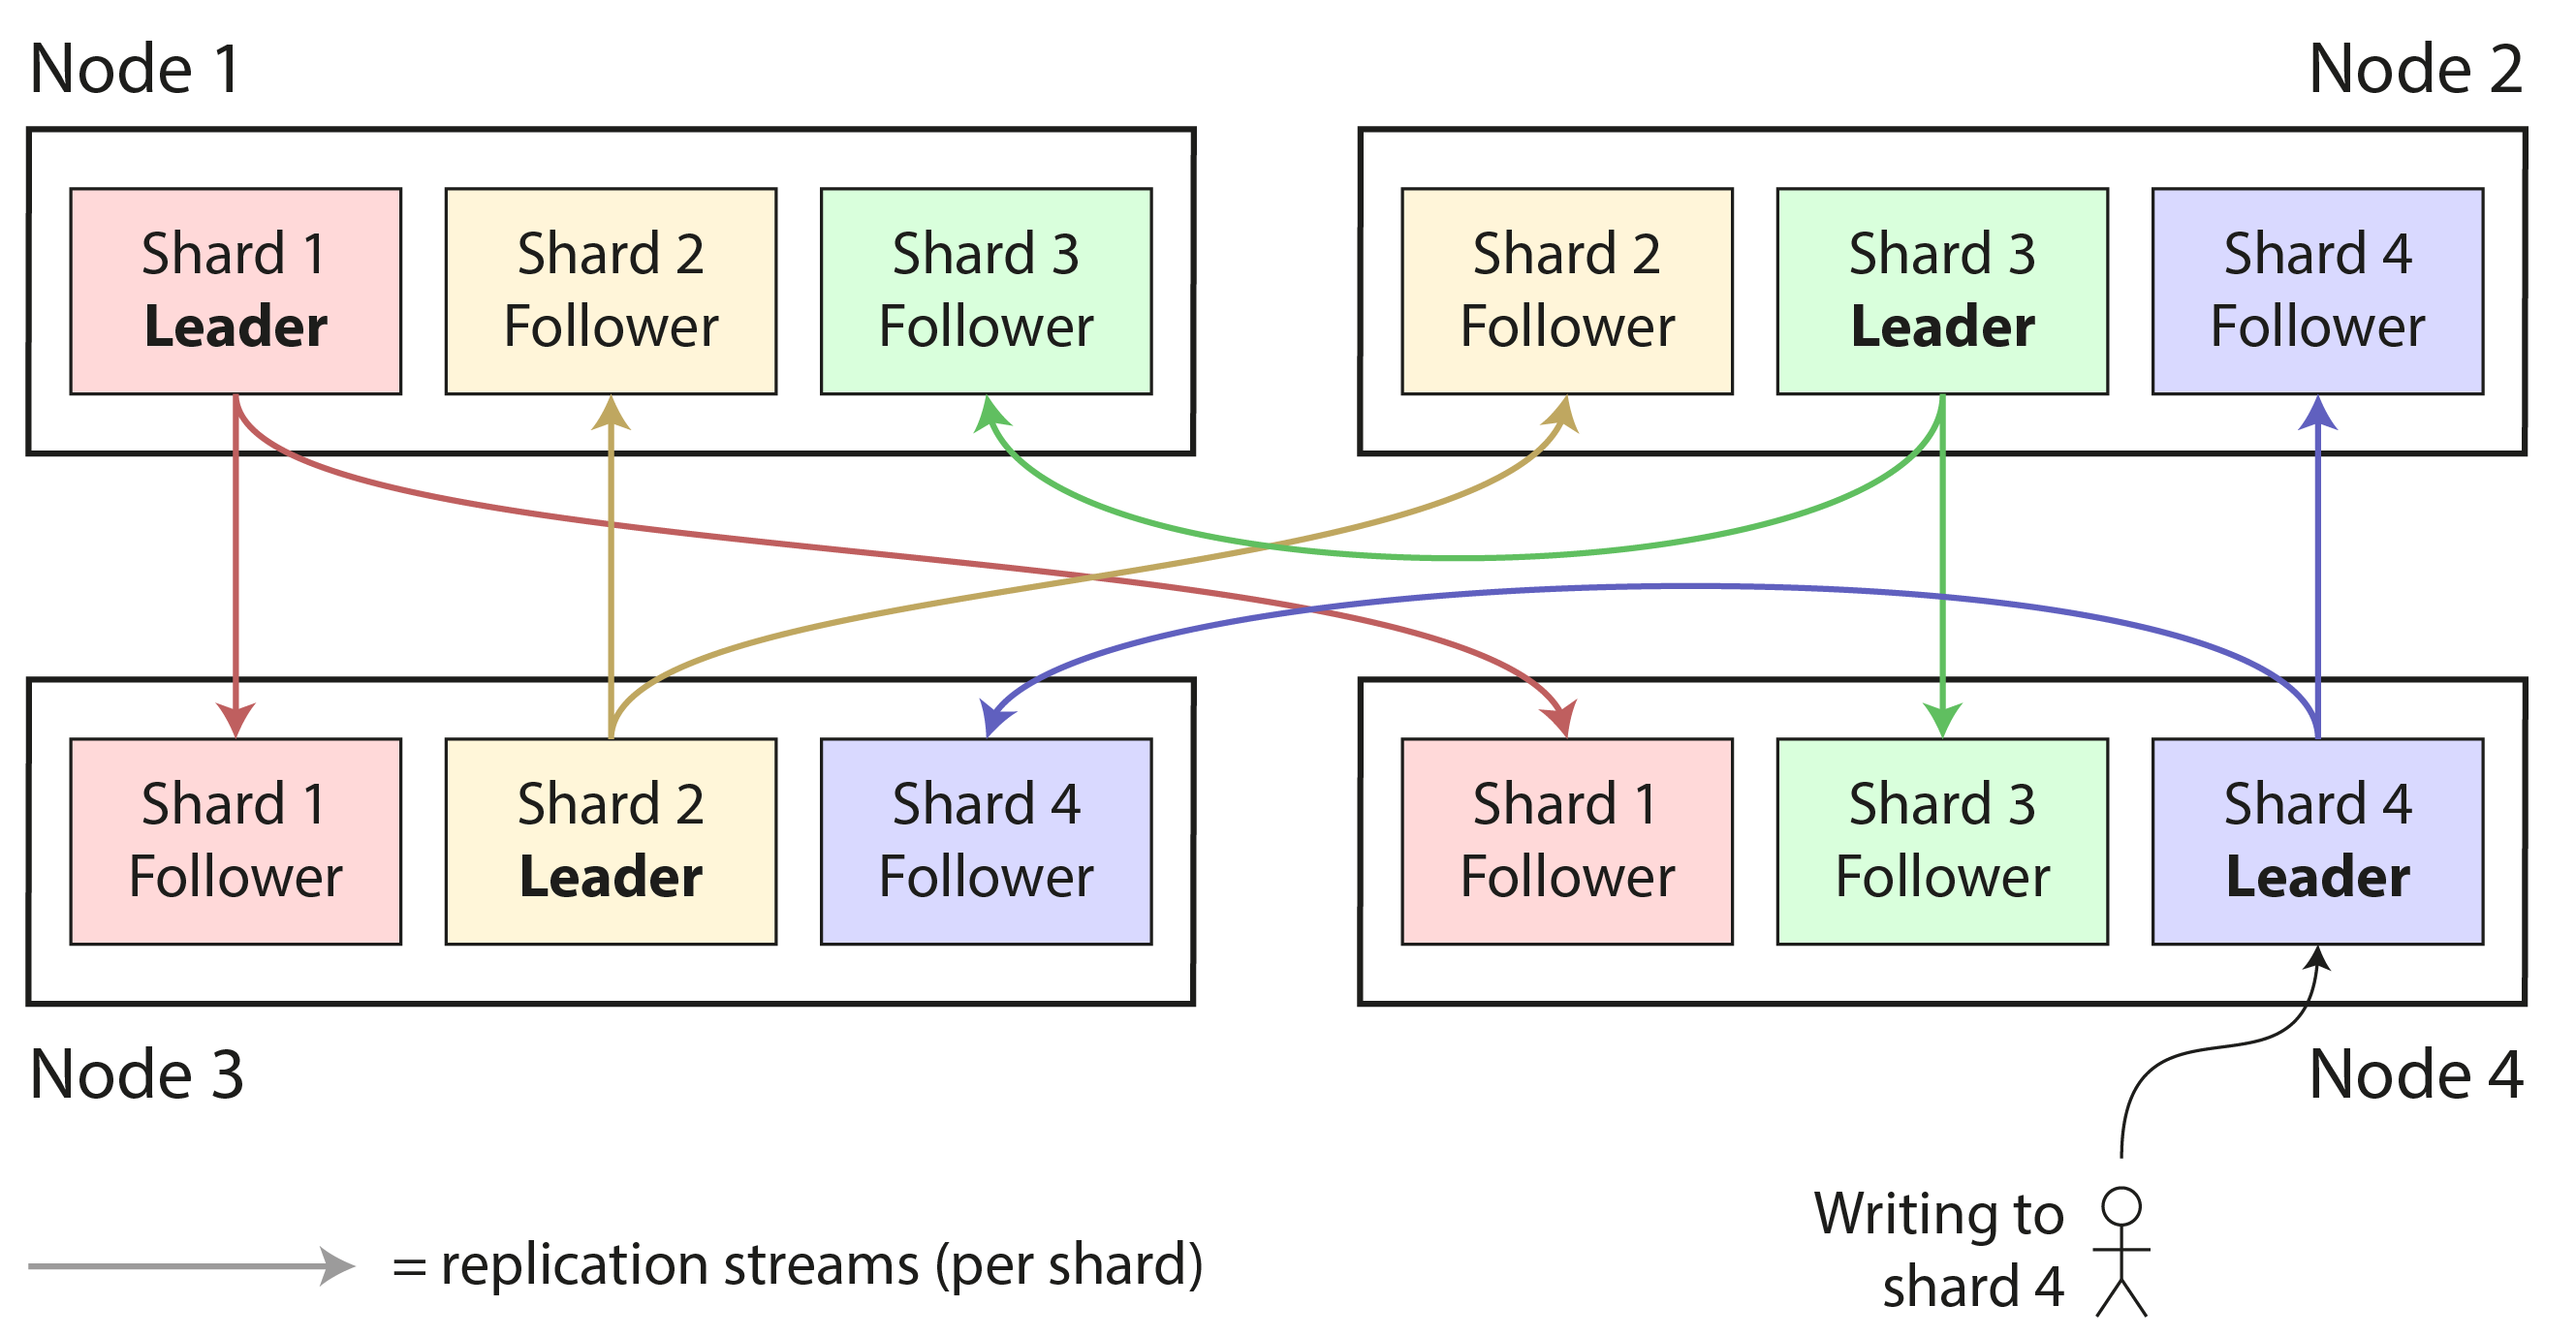 Node 1
Node 2
Shard 1
Leader
Shard 2
Follower
Shard 3
Follower
Shard 2
Follower
Shard 3
Leader
Shard 4
Follower
Shard 1
Follower
Shard 2
Leader
Shard 4
Follower
Shard 1
Follower
Shard 3
Follower
Shard 4
Leader
Node 3
Node 4
= replication streams (per shard)
Writing to
shard 4